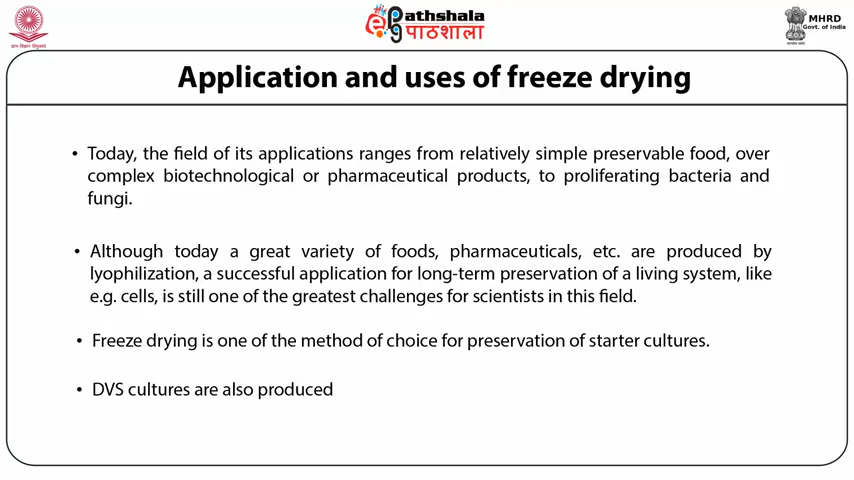 ePathshala
पाठशाला
MHRD
Govt. of India
Application and uses of freeze drying
• Today, the field of its applications ranges from relatively simple preservable food, over
complex biotechnological or pharmaceutical products, to proliferating bacteria and
fungi.
• Although today a great variety of foods, pharmaceuticals, etc. are produced by
lyophilization, a successful application for long-term preservation of a living system, like
e.g. cells, is still one of the greatest challenges for scientists in this field.
• Freeze drying is one of the method of choice for preservation of starter cultures.
• DVS cultures are also produced